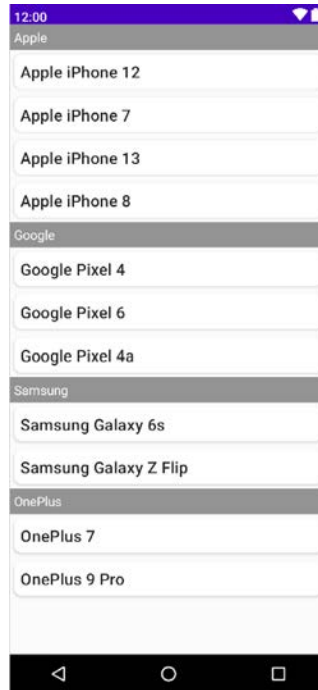 12:00
Apple
Apple iPhone 12
Apple iPhone 7
Apple iPhone 13
Apple iPhone 8
Google
Google Pixel 4
Google Pixel 6
Google Pixel 4a
Samsung
Samsung Galaxy 6s
Samsung Galaxy Z Flip
OnePlus
OnePlus 7
OnePlus 9 Pro